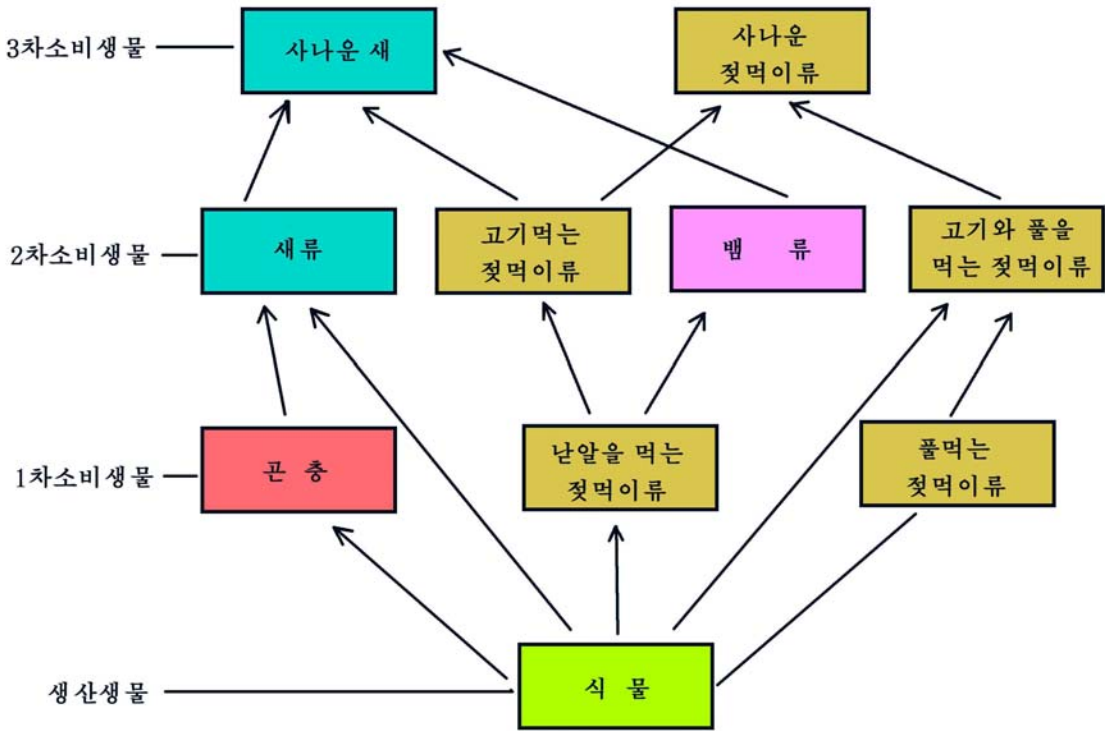 3차소비생물
사나운 새
사나운
젖먹이류
2차소비생물
새류
고기먹는
젖먹이류
뱀 류
고기와 풀을
먹는 젖먹이류
1차소비생물
곤 충
낟알을 먹는
젖먹이류
풀먹는
젖먹이류
생산생물
식 물